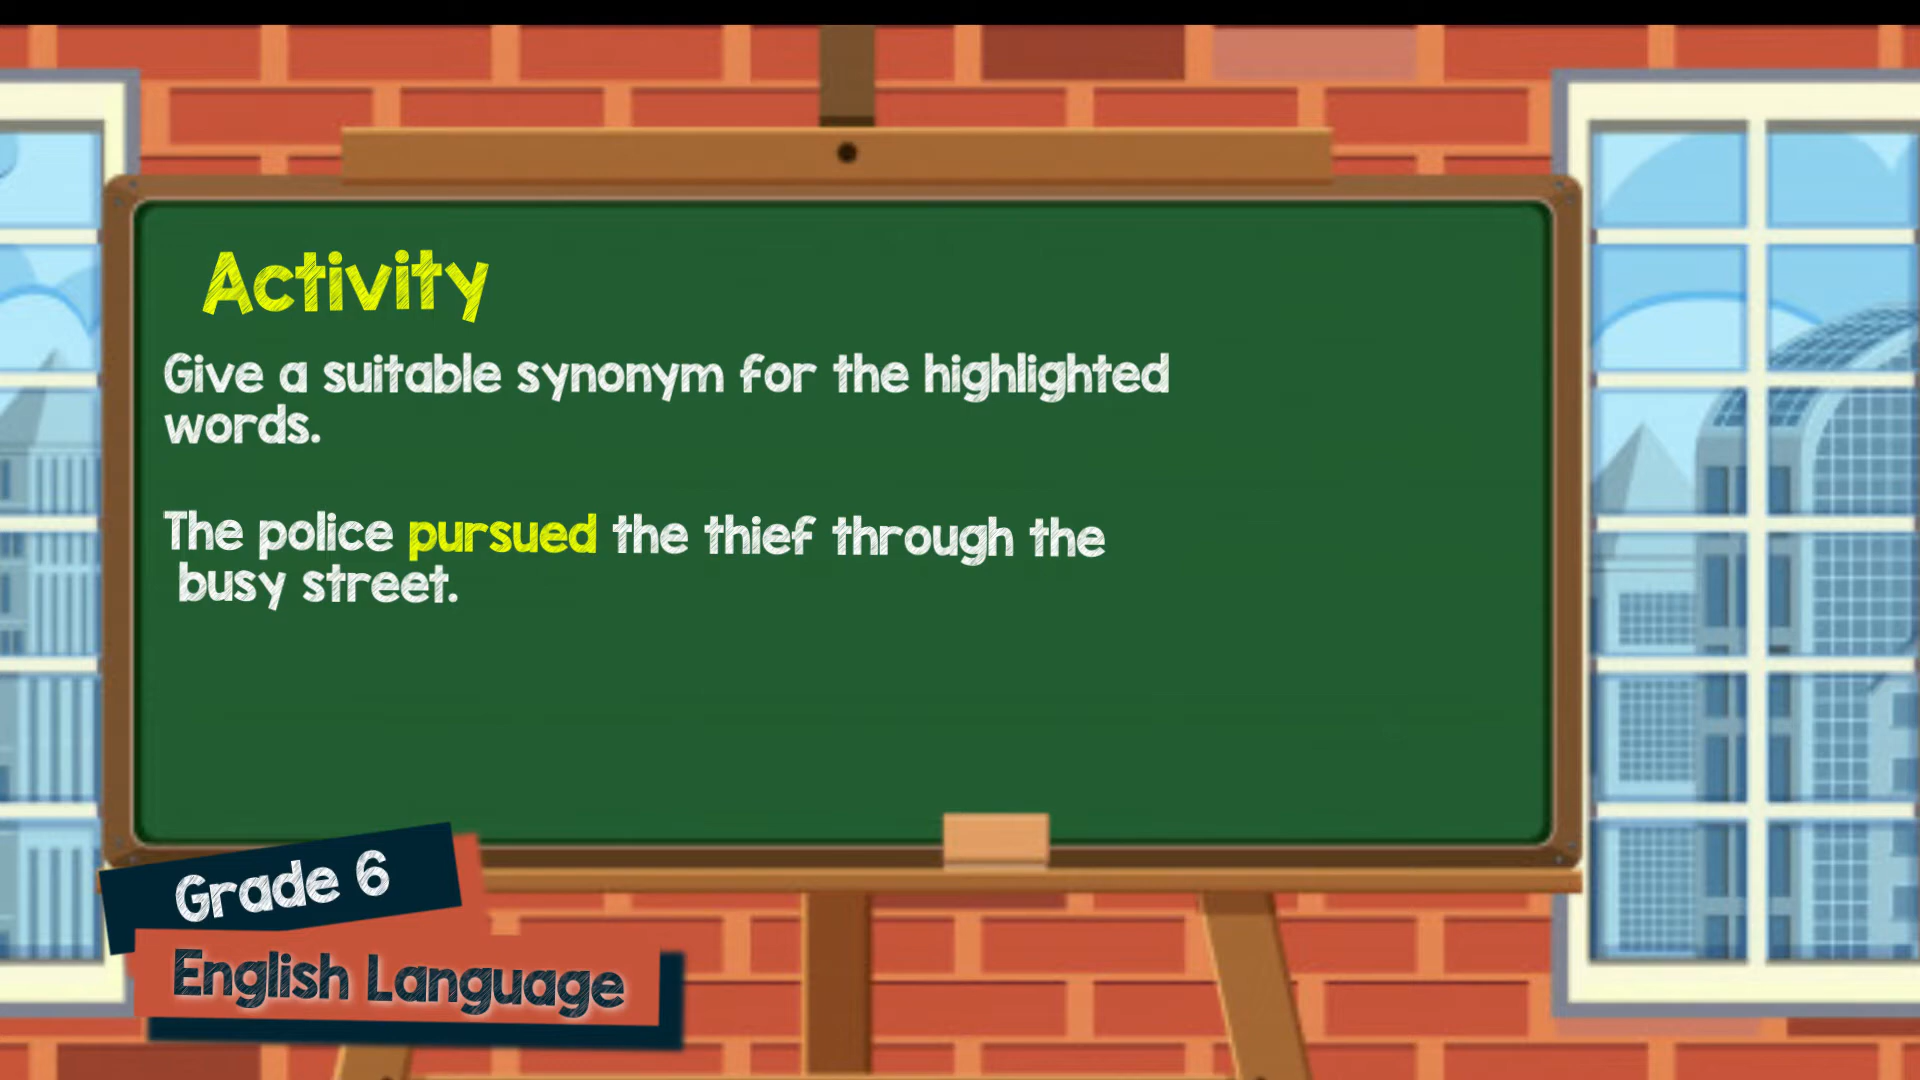 Activity
Give a suitable synonym for the highlighted
words.
The police pursued the thief through the
busy street.
Grade 6
English Language